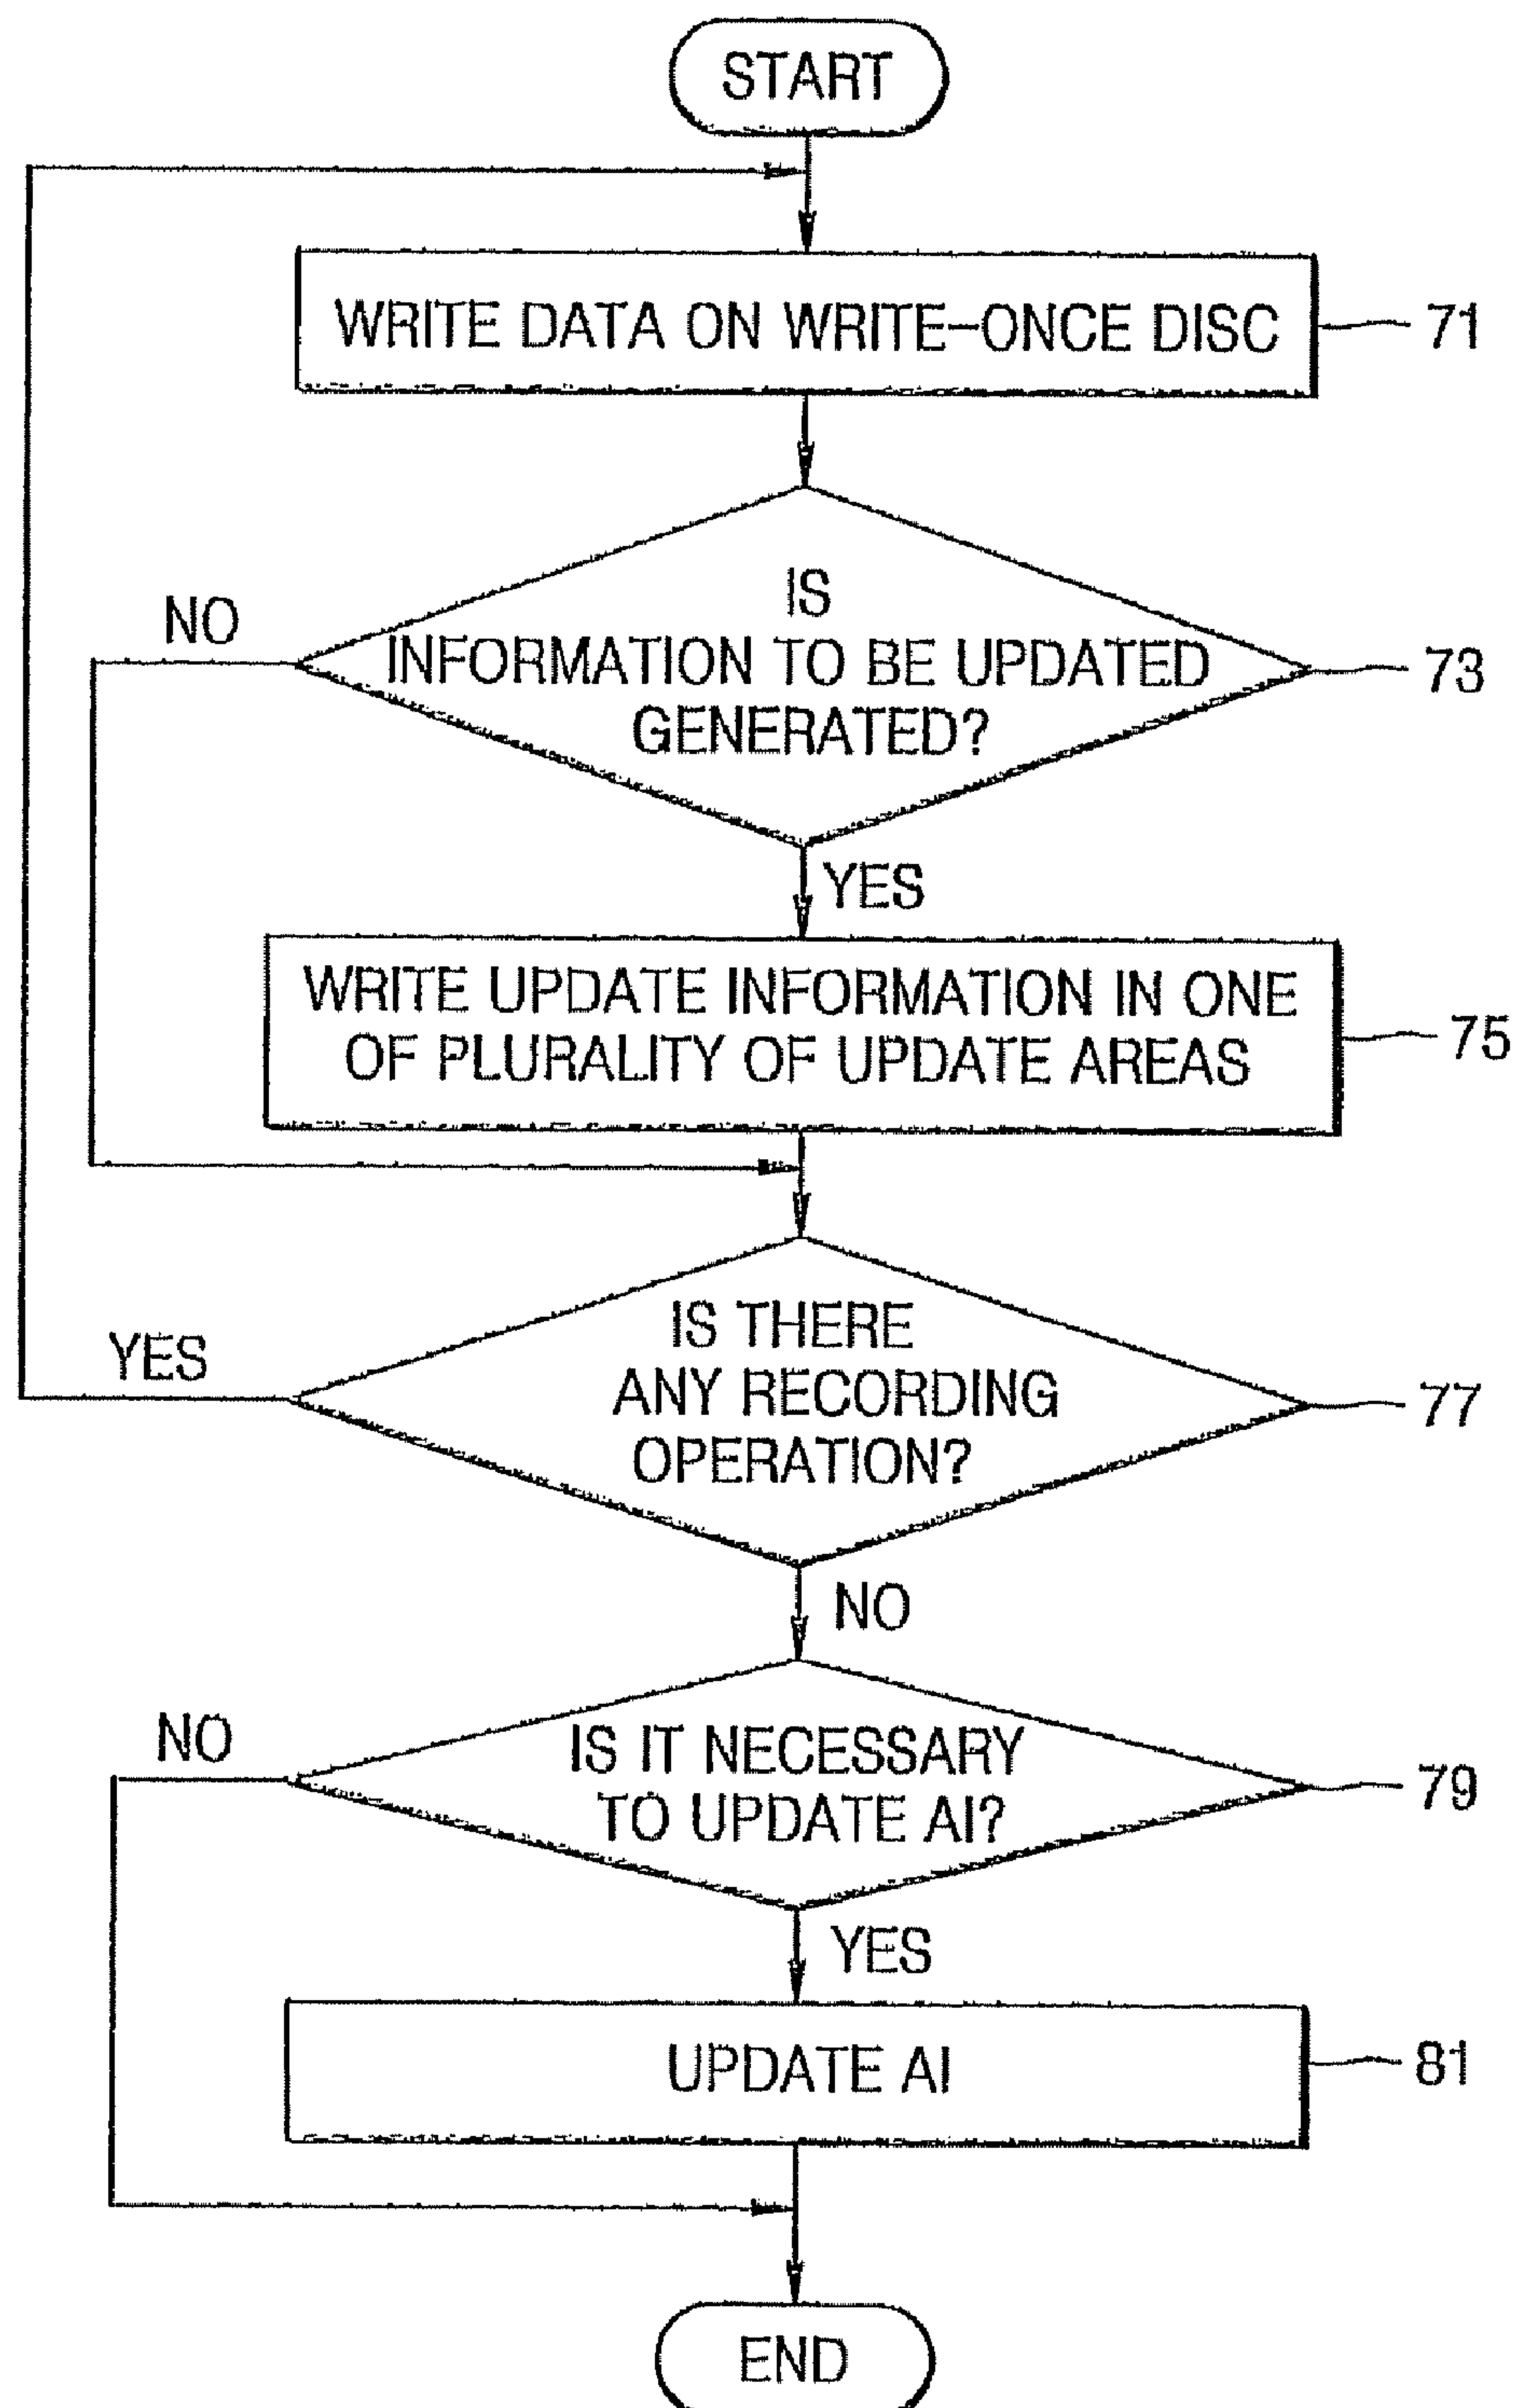 START
WRITE DATA ON WRITE-ONCE DISC
71
IS
INFORMATION TO BE UPDATED
GENERATED?
73
NO
YES
WRITE UPDATE INFORMATION IN ONE
OF PLURALITY OF UPDATE AREAS
75
IS THERE
ANY RECORDING
OPERATION?
77
YES
NO
IS IT NECESSARY
TO UPDATE AI?
79
NO
YES
UPDATE AI
81
END